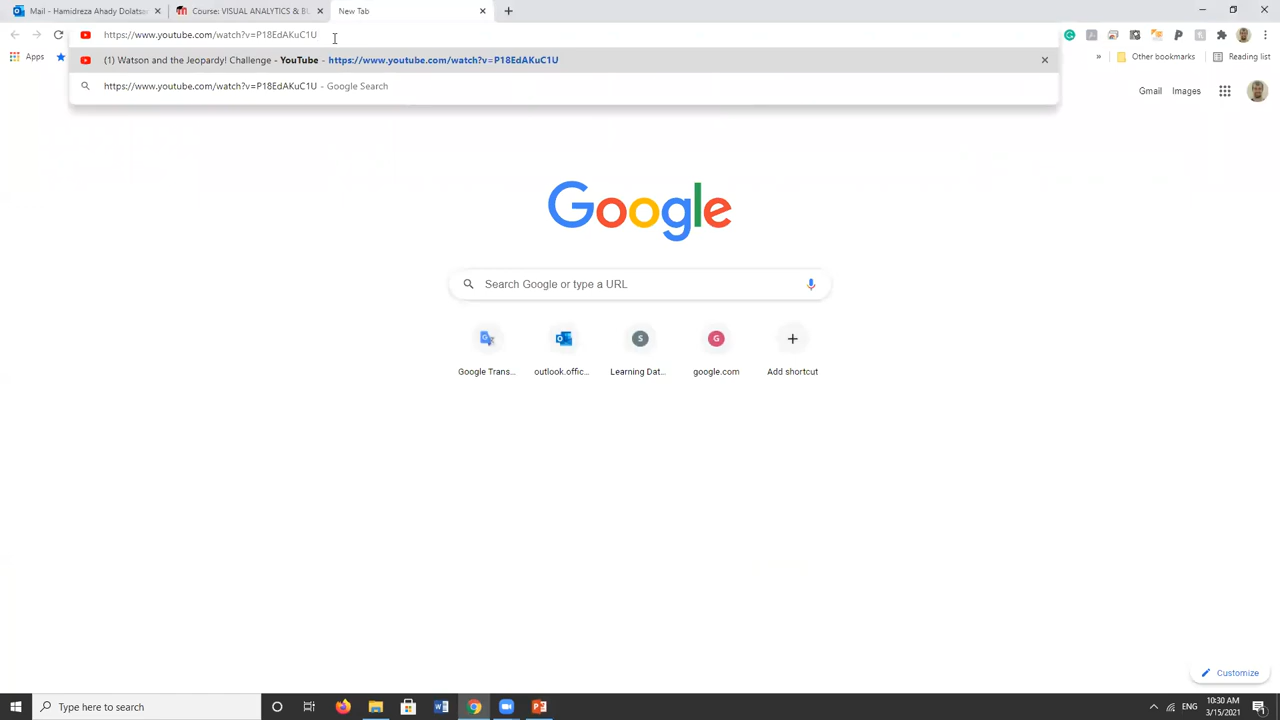 Mail - Hamidreza Ahady Dolatsar
Course: VISUAL ANALYTICS & BU
New Tab
https://www.youtube.com/watch?v=P18EdAKuC1U
(1) Watson and the Jeopardy! Challenge - YouTube - https://www.youtube.com/watch?v=P18EdAKuC1U
https://www.youtube.com/watch?v=P18EdAKuC1U - Google Search
Apps
» Other bookmarks
Reading list
Gmail Images
Google
Search Google or type a URL
S
G
Google Trans...
outlook.offic...
Learning Dat...
google.com
Add shortcut
Customize
Type here to search
ENG
10:30 AM
3/15/2021